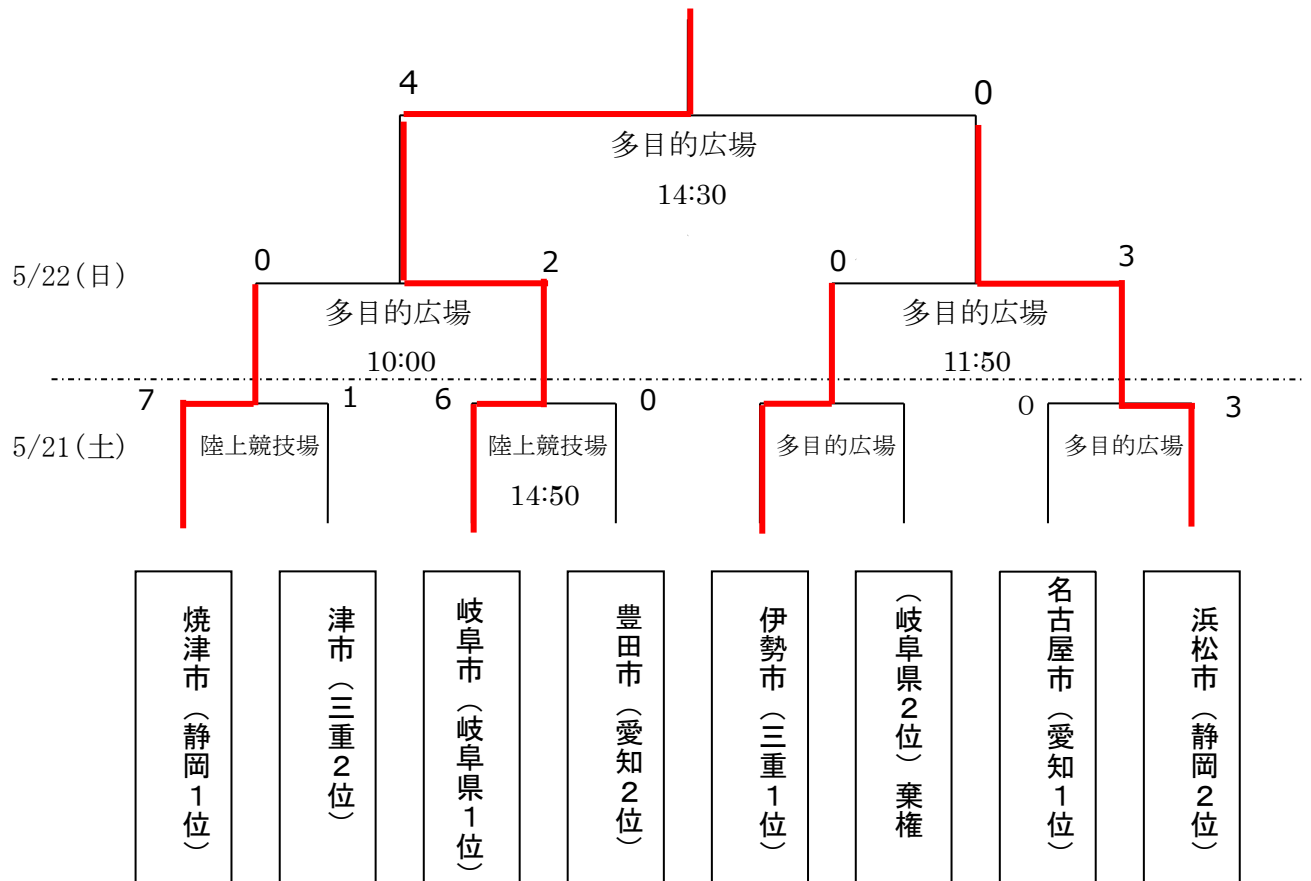 4
0
多目的広場
14:30
5/22(日)
0
2
0
3
多目的広場
多目的広場
10:00
11:50
7
1
6
0
0
3
5/21(土)
陸上競技場
陸上競技場
多目的広場
多目的広場
14:50
焼津市（静岡１位）
津市（三重２位）
岐阜市（岐阜県１位）
豊田市（愛知２位）
伊勢市（三重１位）
（岐阜県２位）棄権
名古屋市（愛知１位）
浜松市（静岡２位）